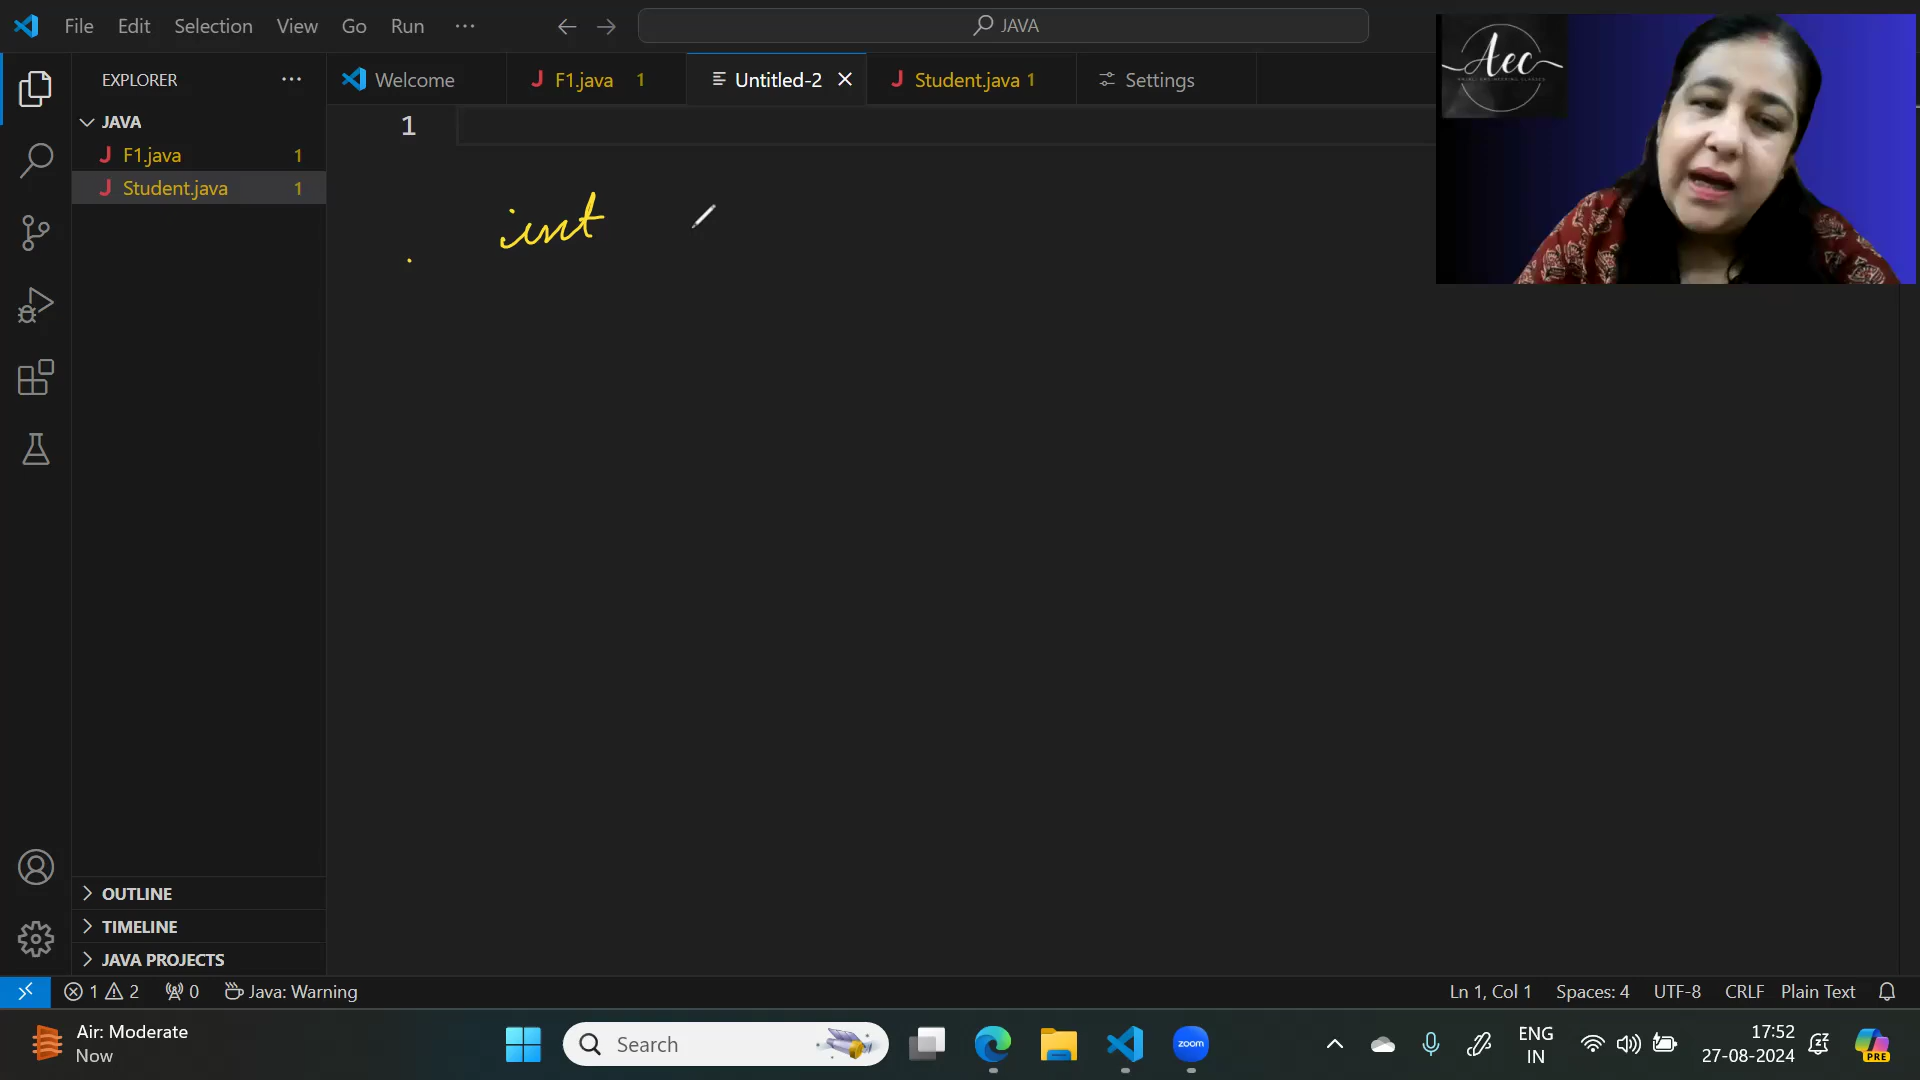 File Edit Selection View Go Run ··· JAVA
EXPLORER ···
Welcome F1.java 1 Untitled-2 Student.java 1 Settings
Aec
JAVA
F1.java 1
Student.java 1
1
int
OUTLINE
TIMELINE
JAVA PROJECTS
1 2 0 Java: Warning Ln 1, Col 1 Spaces: 4 UTF-8 CRLF Plain Text
Air: Moderate
Now
Search
zoom
ENG
IN
17:52
27-08-2024
PRE